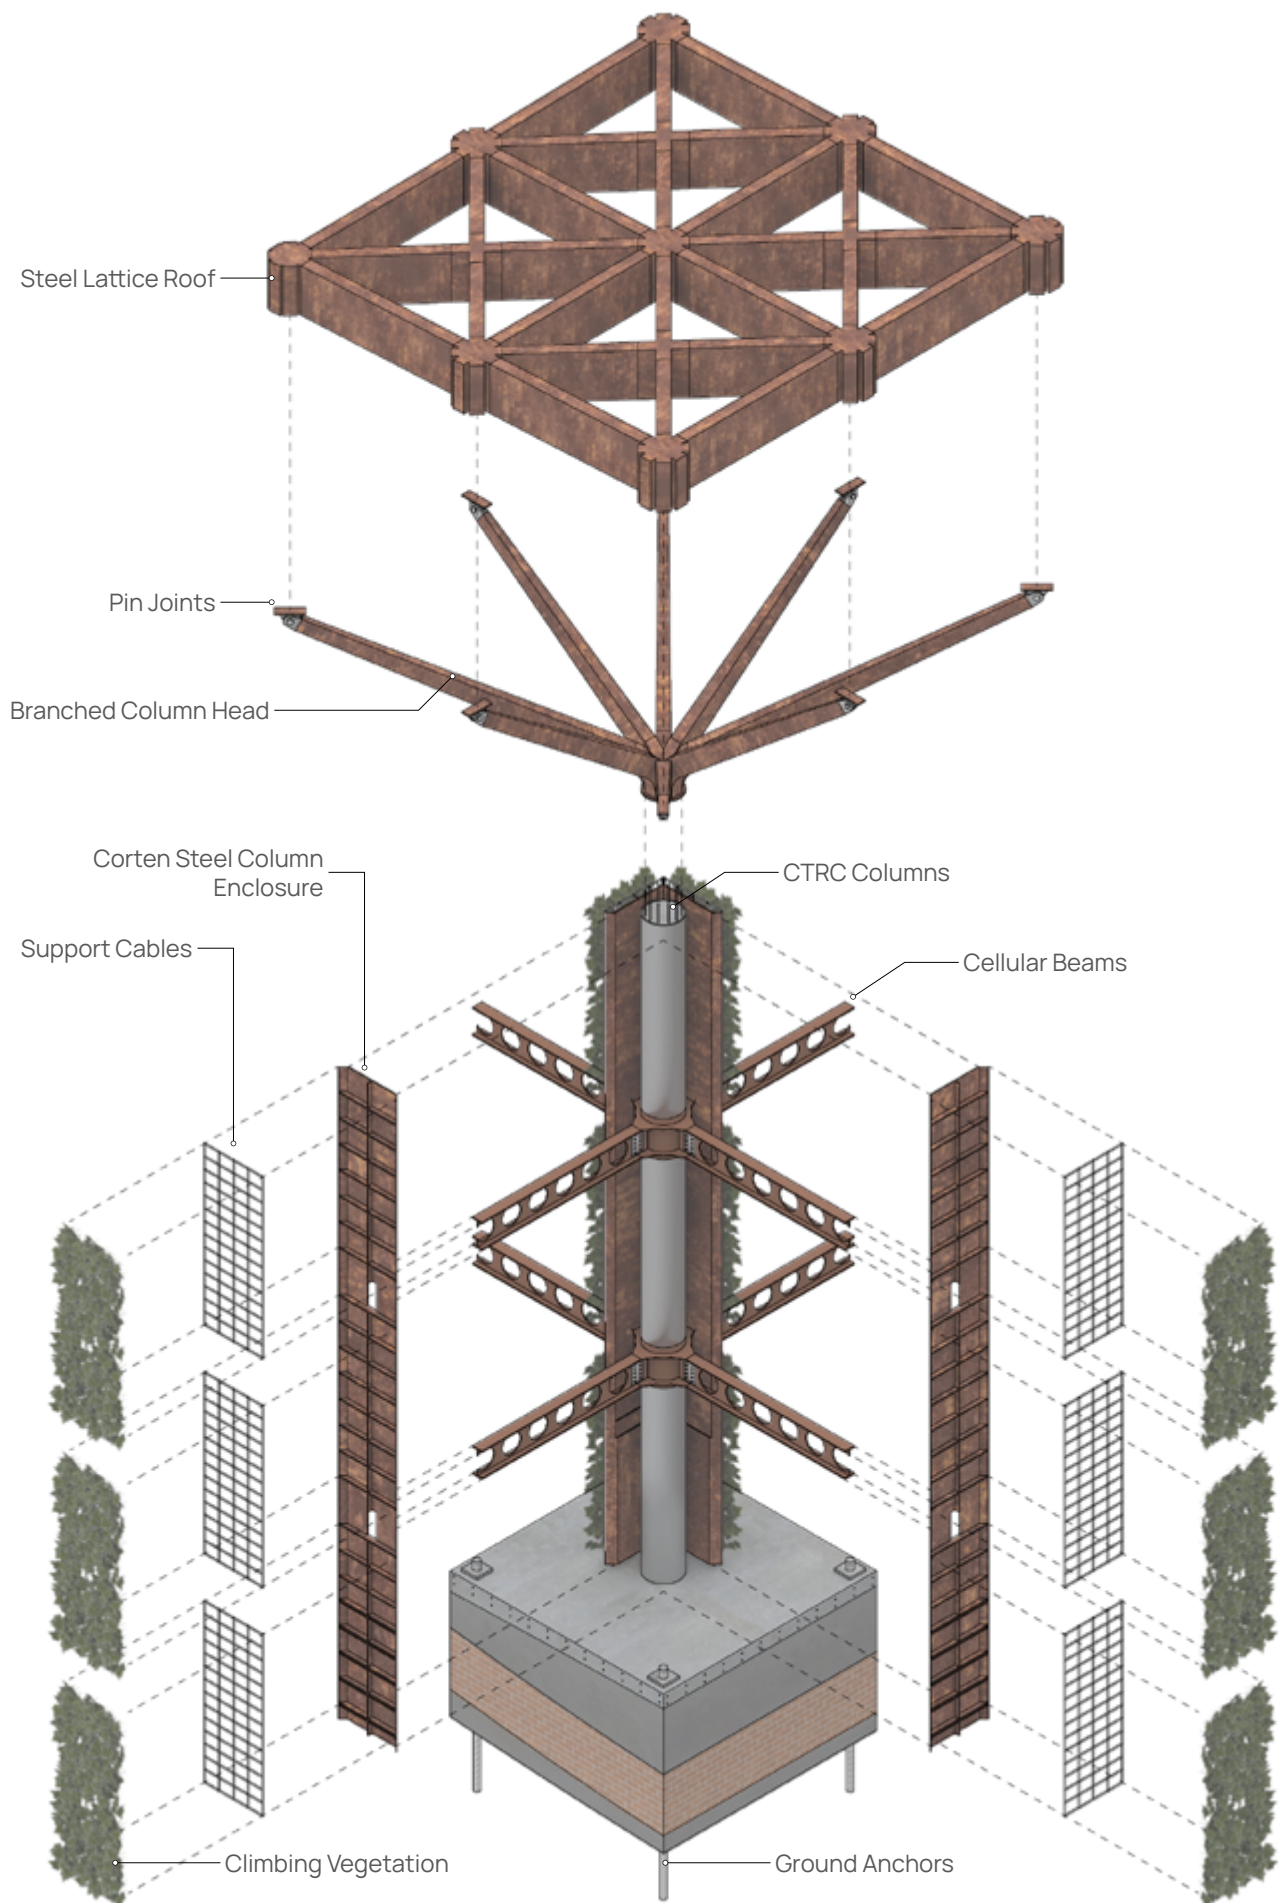 Steel Lattice Roof
Pin Joints
Branched Column Head
Corten Steel Column
Enclosure
CTRC Columns
Support Cables
Cellular Beams
Climbing Vegetation
Ground Anchors